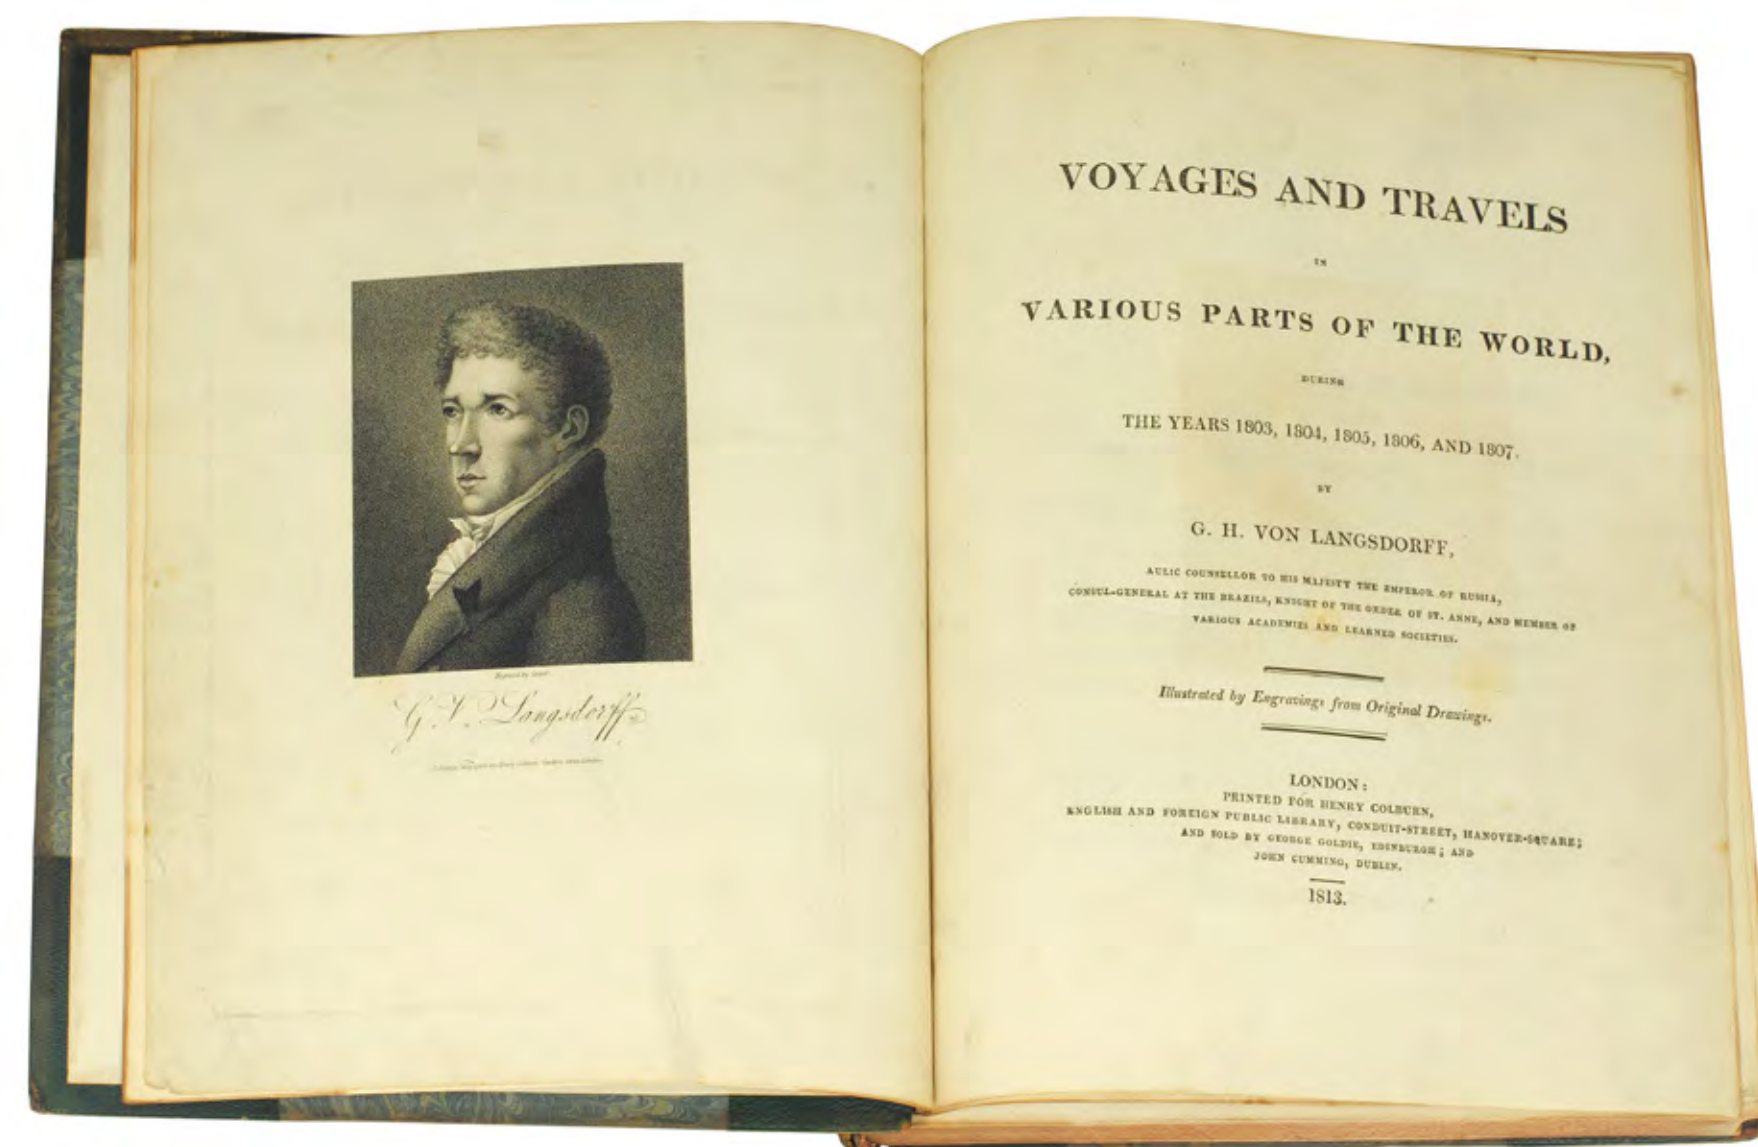 Engraved by
G. V. Langsdorff
VOYAGES AND TRAVELS
IN
VARIOUS PARTS OF THE WORLD,
DURING
THE YEARS 1803, 1804, 1805, 1806, AND 1807.
BY
G. H. VON LANGSDORFF,
AULIC COUNSELLOR TO HIS MAJESTY THE EMPEROR OF RUSSIA,
CONSUL-GENERAL AT THE BRAZILS, KNIGHT OF THE ORDER OF ST. ANNE, AND MEMBER OF
VARIOUS ACADEMIES AND LEARNED SOCIETIES.
Illustrated by Engravings from Original Drawings.
LONDON:
PRINTED FOR HENRY COLBURN,
ENGLISH AND FOREIGN PUBLIC LIBRARY, CONDUIT-STREET, HANOVER-SQUARE;
AND SOLD BY GEORGE GOLDIE, EDINBURGH; AND
JOHN CUMMING, DUBLIN.
1813.